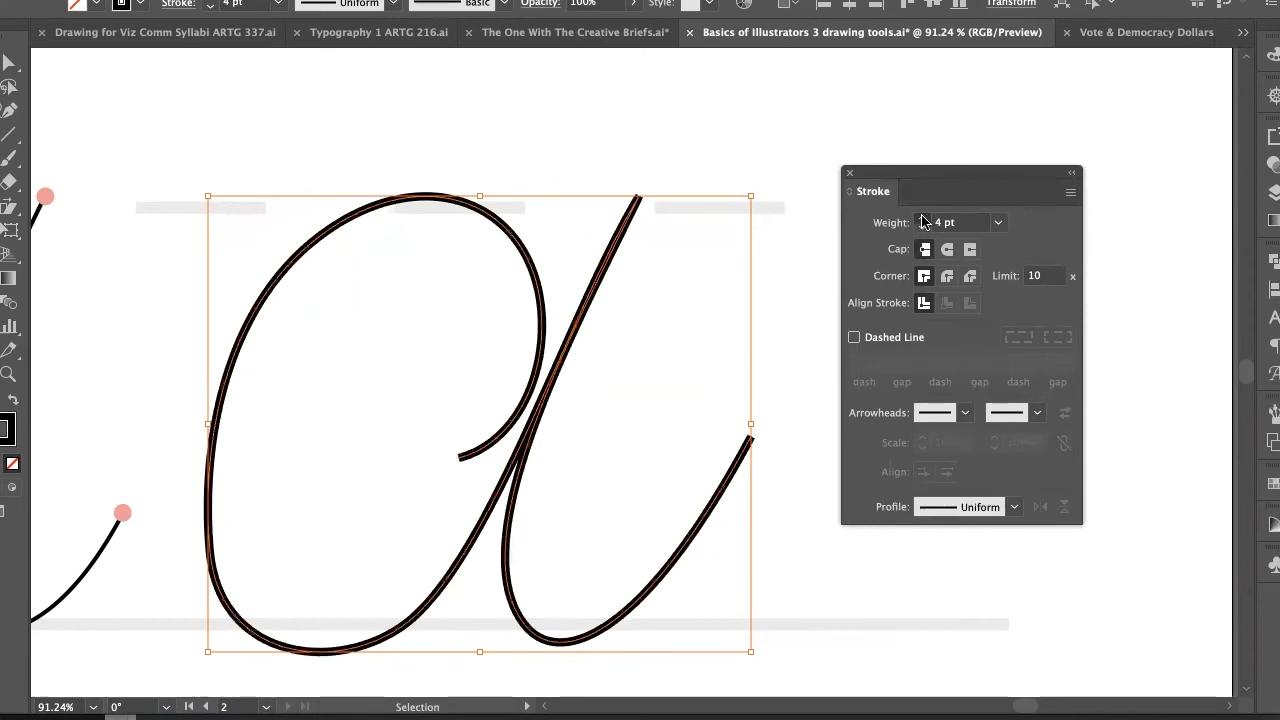 Stroke: 4 pt Uniform Basic Opacity: 100% Style: Transform
Drawing for Viz Comm Syllabi ARTG 337.ai Typography 1 ARTG 216.ai The One With The Creative Briefs.ai* Basics of Illustrators 3 drawing tools.ai* @ 91.24 % (RGB/Preview) Vote & Democracy Dollars
Stroke
Weight: 4 pt
Cap:
Corner: Limit: 10 x
Align Stroke:
Dashed Line
dash gap dash gap dash gap
Arrowheads:
Scale:
Align:
Profile: Uniform
a
91.24% 0° 2 Selection